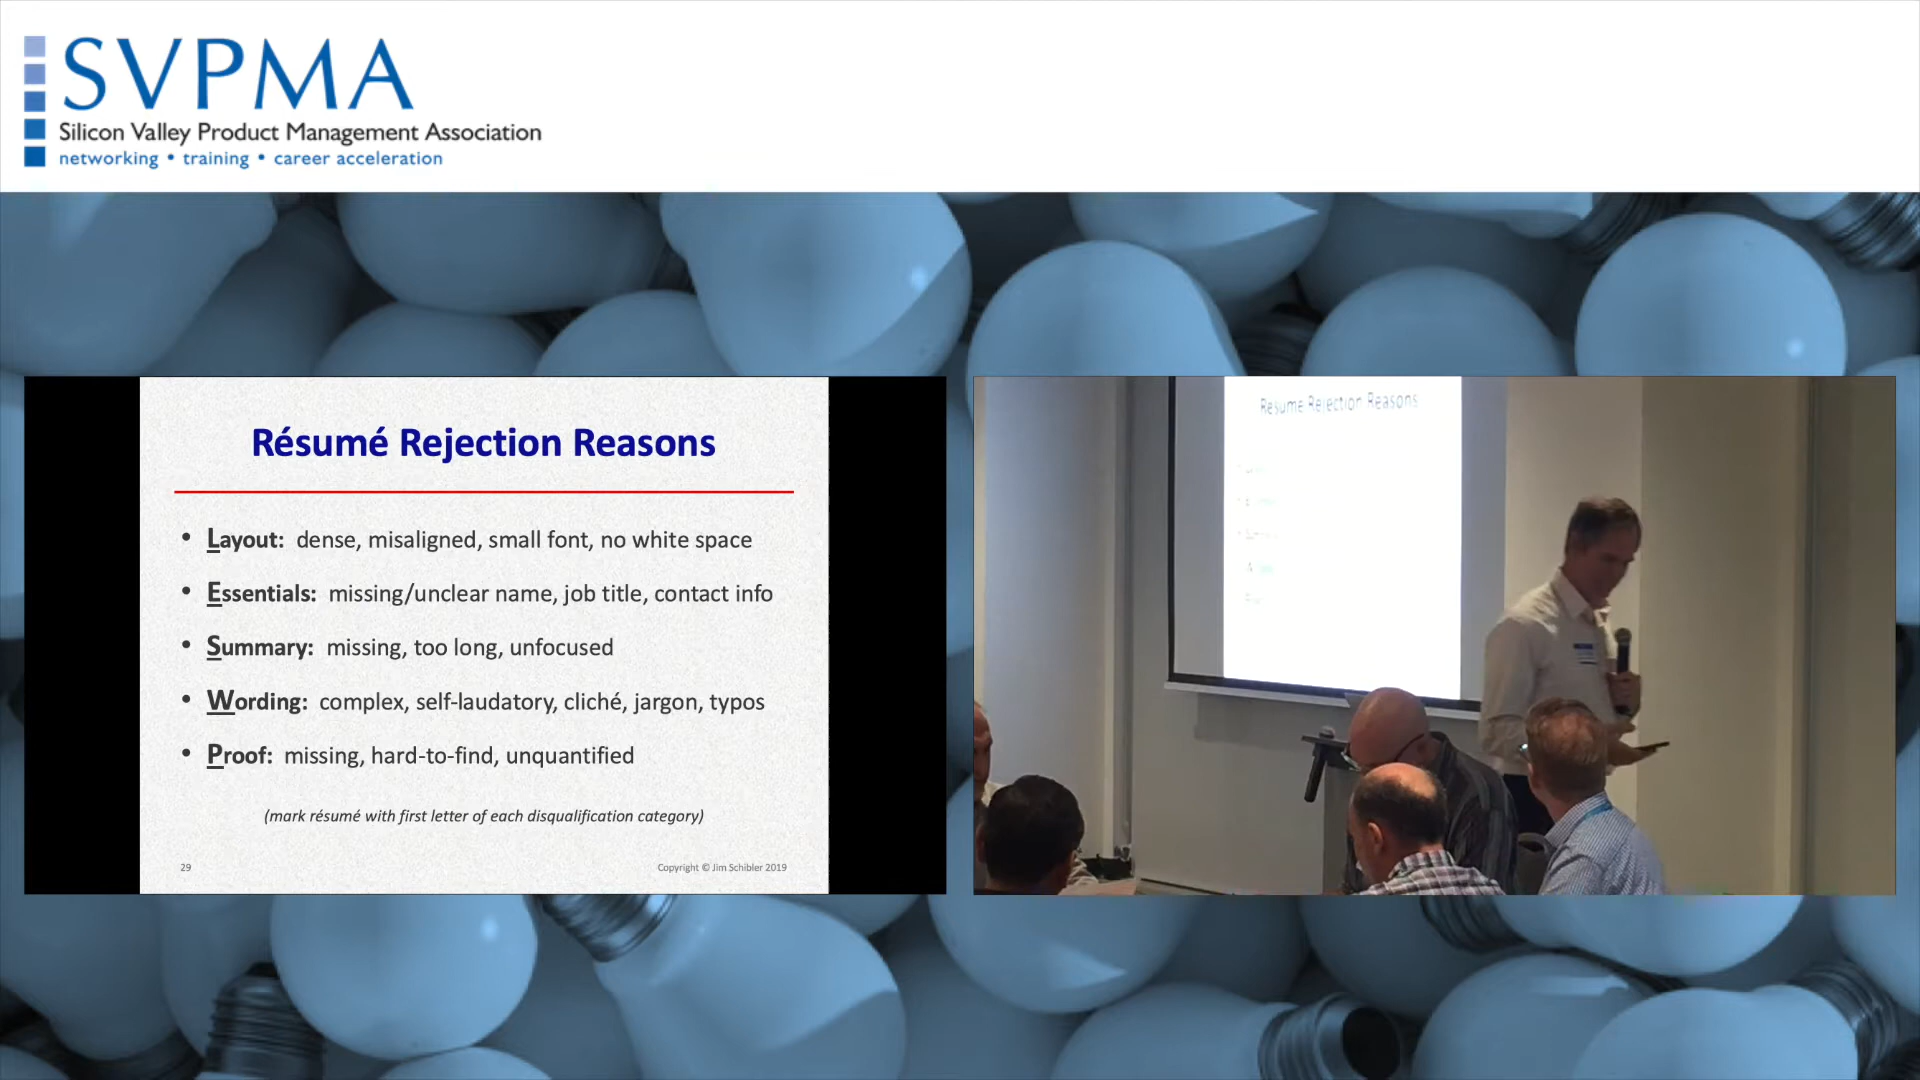 SVPMA
Silicon Valley Product Management Association
networking • training • career acceleration
Résumé Rejection Reasons
• Layout: dense, misaligned, small font, no white space
• Essentials: missing/unclear name, job title, contact info
• Summary: missing, too long, unfocused
• Wording: complex, self-laudatory, cliché, jargon, typos
• Proof: missing, hard-to-find, unquantified
(mark résumé with first letter of each disqualification category)
29
Copyright © Jim Schibler 2019
Resume Rejection Reasons